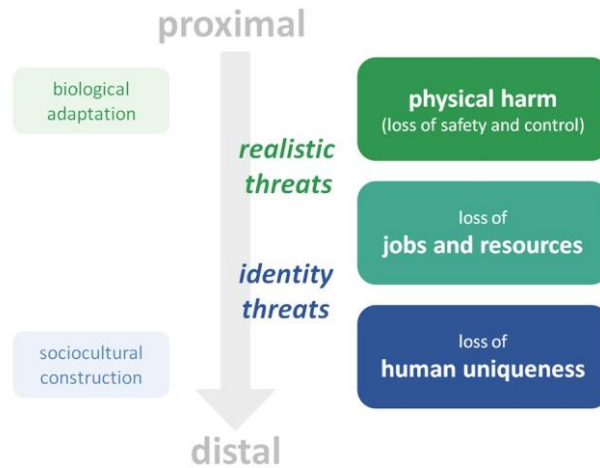 proximal
biological
adaptation
physical harm
(loss of safety and control)
realistic
threats
loss of
jobs and resources
identity
threats
sociocultural
construction
loss of
human uniqueness
distal